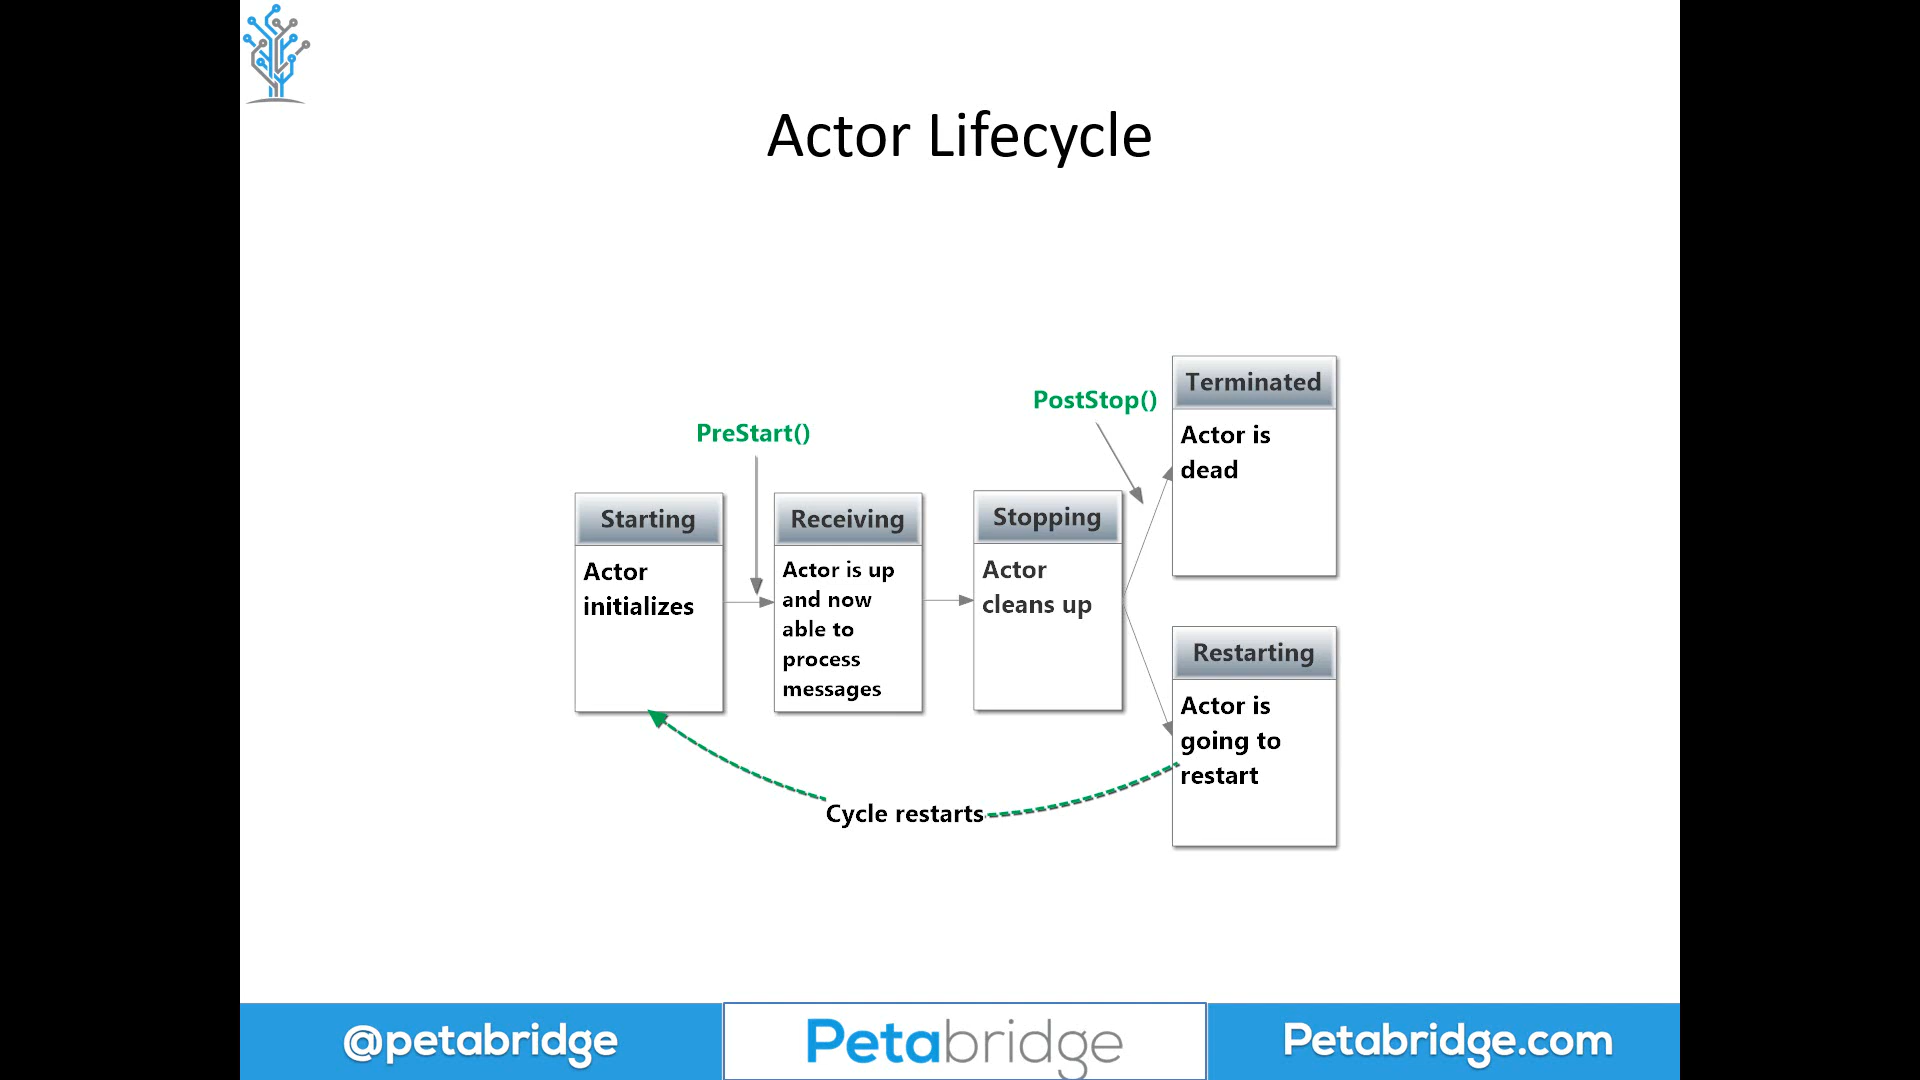 Actor Lifecycle
PreStart()
PostStop()
Starting
Actor
initializes
Receiving
Actor is up
and now
able to
process
messages
Stopping
Actor
cleans up
Terminated
Actor is
dead
Restarting
Actor is
going to
restart
Cycle restarts
@petabridge
Petabridge
Petabridge.com